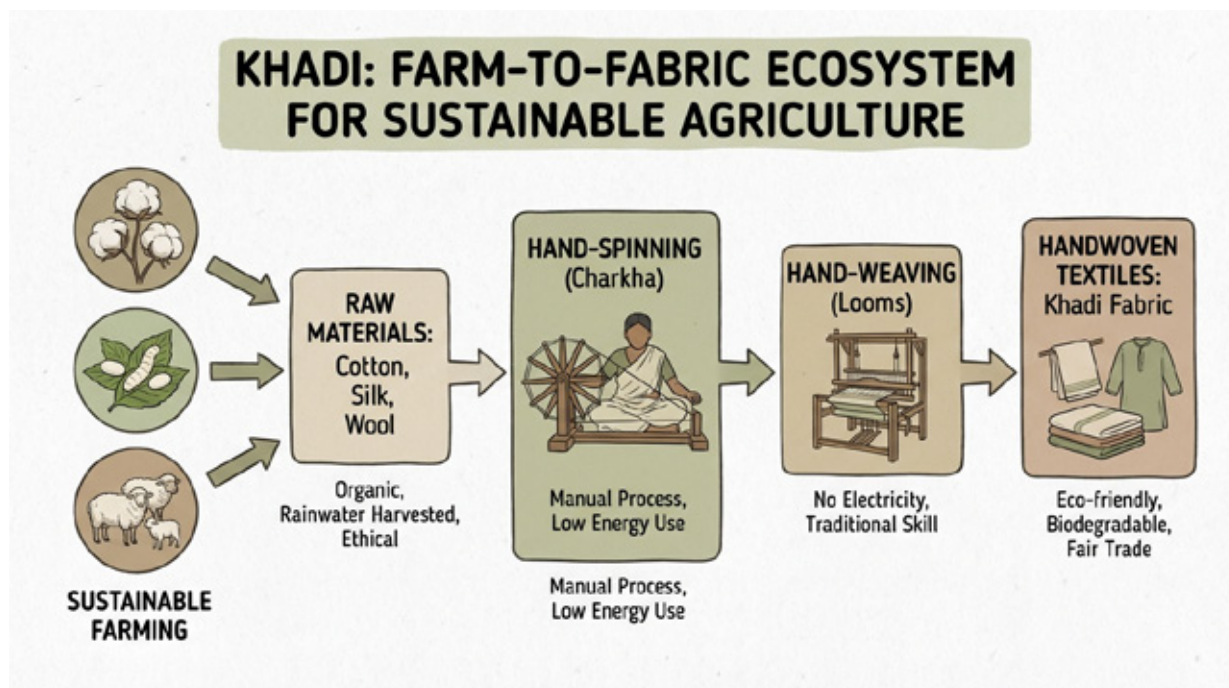 KHADI: FARM-TO-FABRIC ECOSYSTEM
FOR SUSTAINABLE AGRICULTURE
SUSTAINABLE
FARMING
RAW
MATERIALS:
Cotton,
Silk,
Wool
Organic,
Rainwater Harvested,
Ethical
HAND-SPINNING
(Charkha)
Manual Process,
Low Energy Use
Manual Process,
Low Energy Use
HAND-WEAVING
(Looms)
No Electricity,
Traditional Skill
HANDWOVEN
TEXTILES:
Khadi Fabric
Eco-friendly,
Biodegradable,
Fair Trade